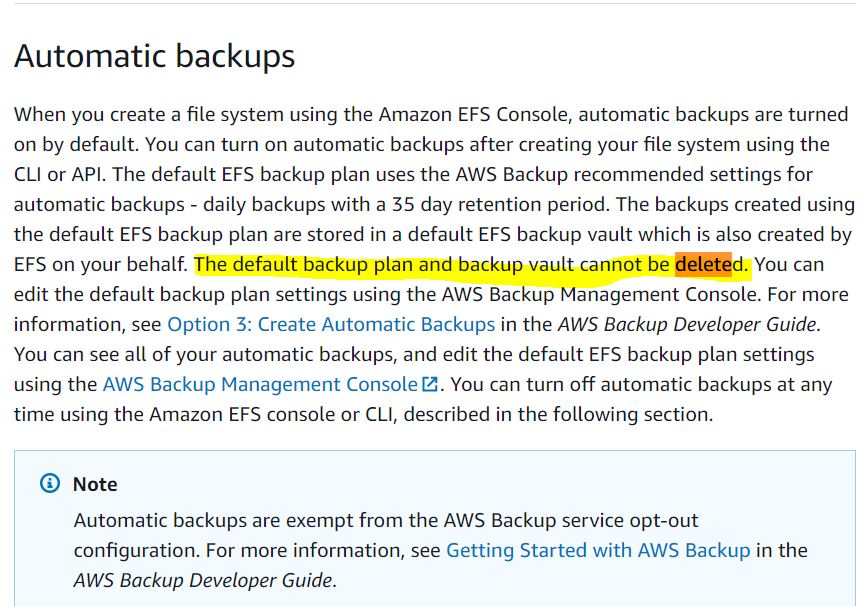 Automatic backups
When you create a file system using the Amazon EFS Console, automatic backups are turned
on by default. You can turn on automatic backups after creating your file system using the
CLI or API. The default EFS backup plan uses the AWS Backup recommended settings for
automatic backups - daily backups with a 35 day retention period. The backups created using
the default EFS backup plan are stored in a default EFS backup vault which is also created by
EFS on your behalf. The default backup plan and backup vault cannot be deleted. You can
edit the default backup plan settings using the AWS Backup Management Console. For more
information, see Option 3: Create Automatic Backups in the AWS Backup Developer Guide.
You can see all of your automatic backups, and edit the default EFS backup plan settings
using the AWS Backup Management Console. You can turn off automatic backups at any
time using the Amazon EFS console or CLI, described in the following section.
Note
Automatic backups are exempt from the AWS Backup service opt-out
configuration. For more information, see Getting Started with AWS Backup in the
AWS Backup Developer Guide.